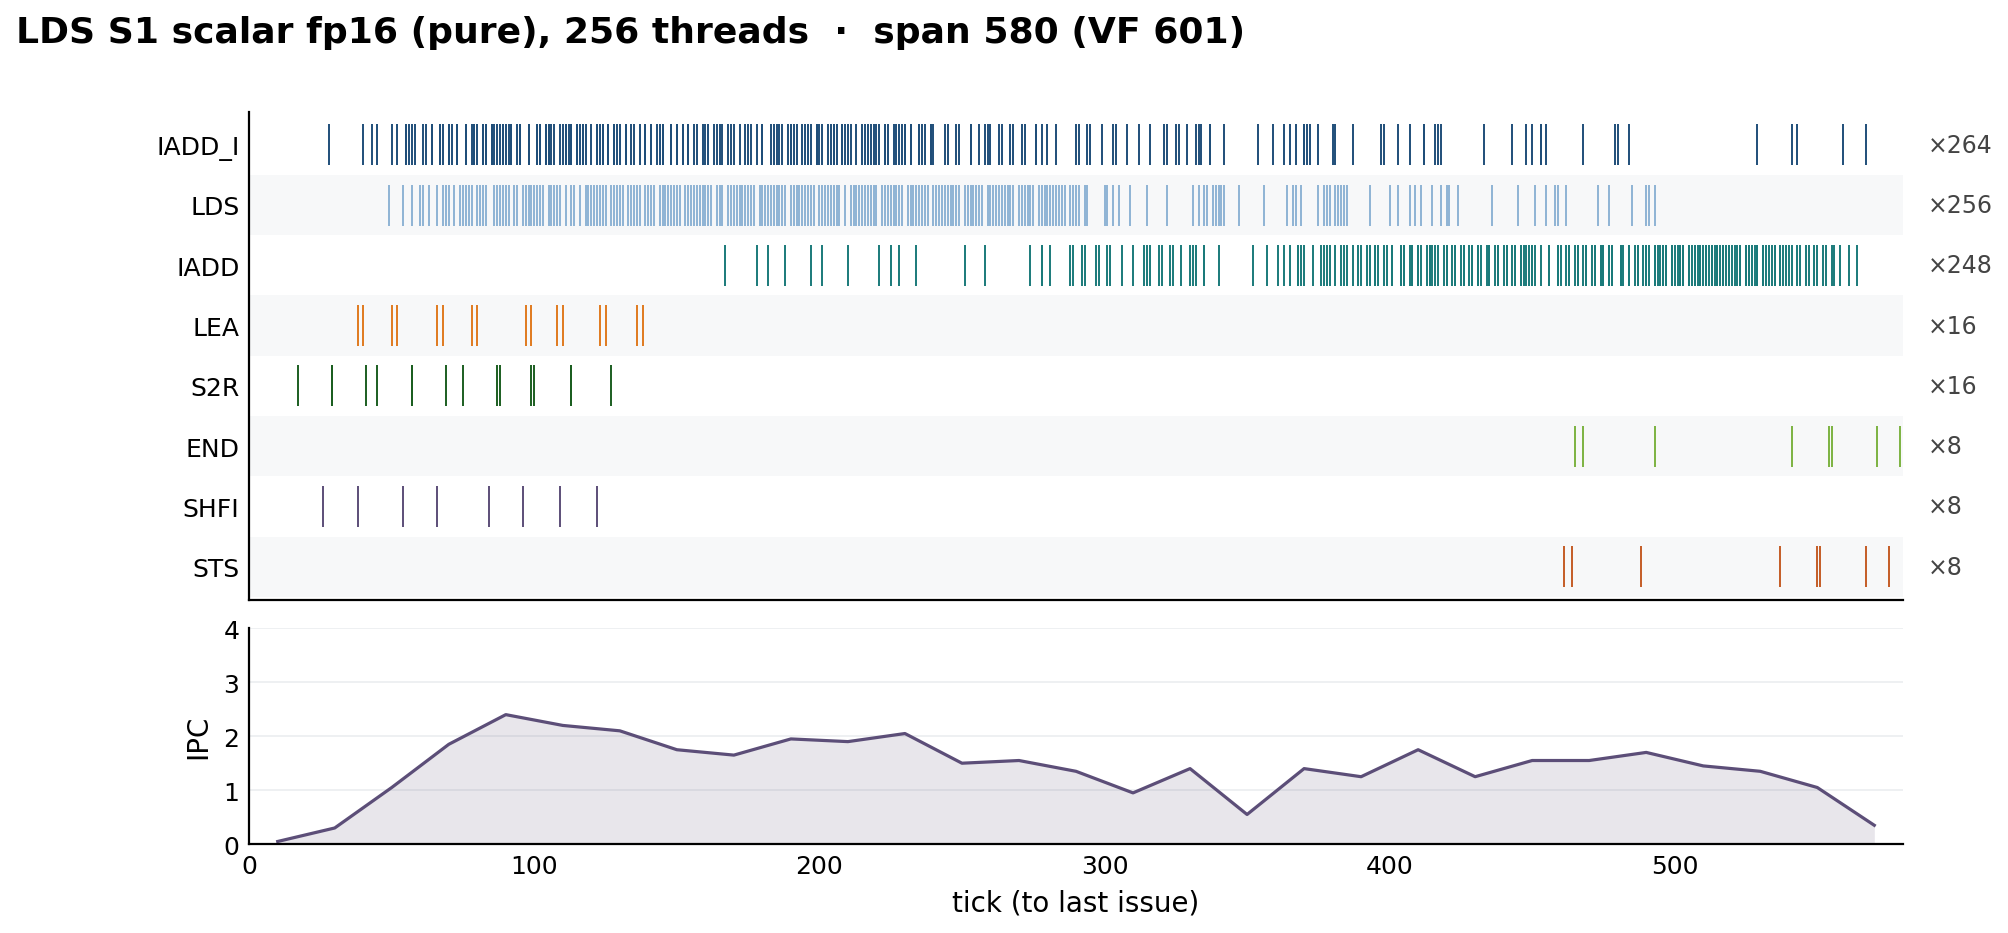 LDS S1 scalar fp16 (pure), 256 threads · span 580 (VF 601)
IADD_I ×264
LDS ×256
IADD ×248
LEA ×16
S2R ×16
END ×8
SHFI ×8
STS ×8
4
3
2
1
0
IPC
0 100 200 300 400 500
tick (to last issue)